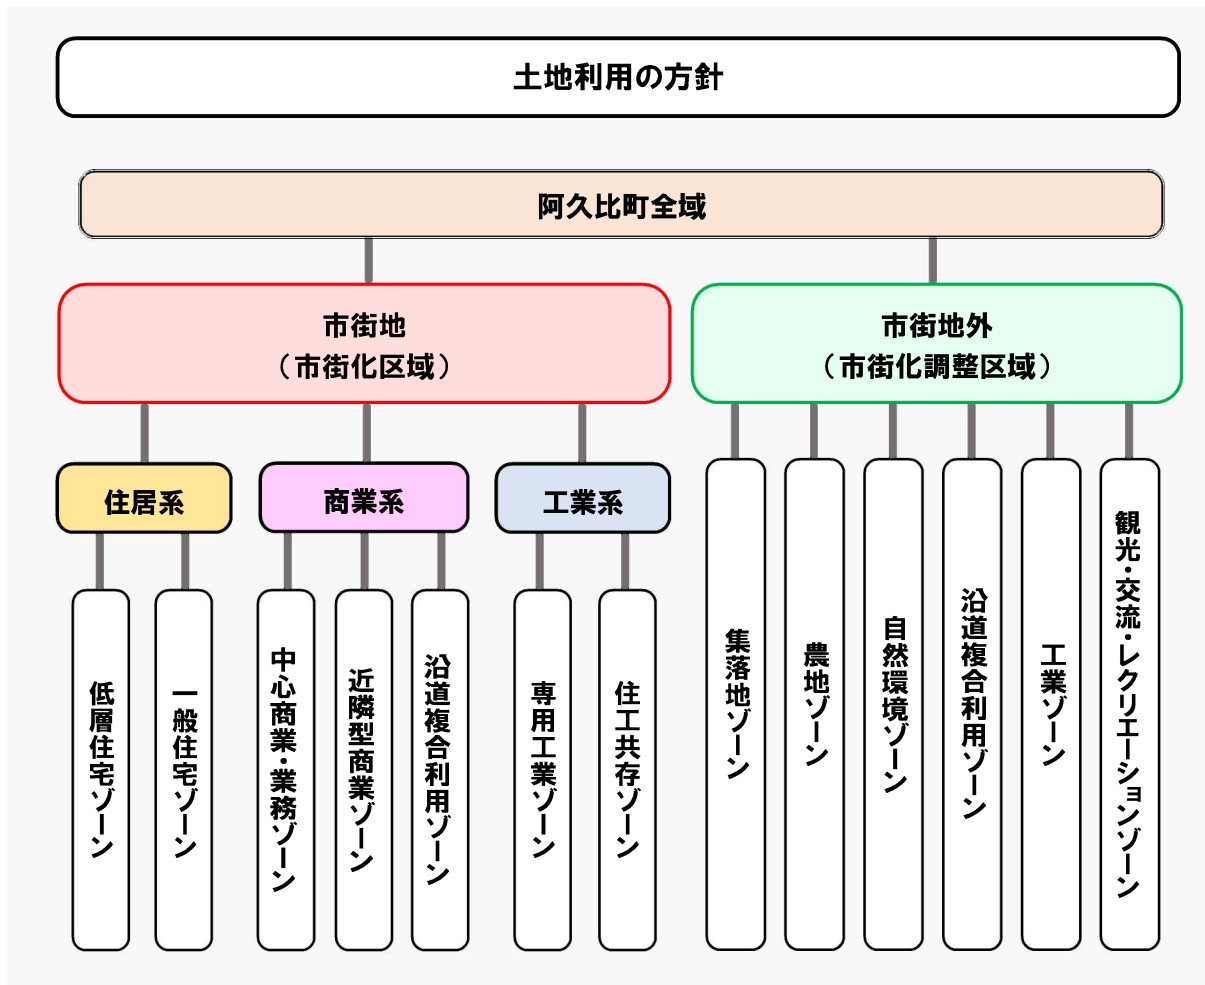 土地利用の方針
阿久比町全域
市街地
（市街化区域）
市街地外
（市街化調整区域）
住居系
商業系
工業系
低層住宅ゾーン
一般住宅ゾーン
中心商業・業務ゾーン
近隣型商業ゾーン
沿道複合利用ゾーン
専用工業ゾーン
住工共存ゾーン
集落地ゾーン
農地ゾーン
自然環境ゾーン
沿道複合利用ゾーン
工業ゾーン
観光・交流・レクリエーションゾーン